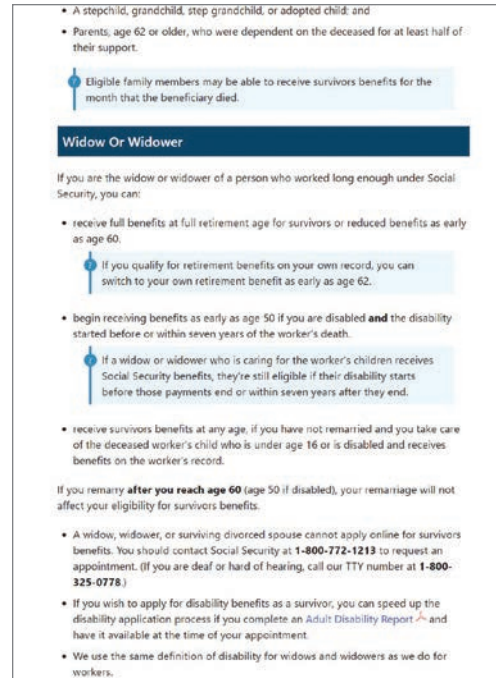 • A stepchild, grandchild, step grandchild, or adopted child; and
• Parents, age 62 or older, who were dependent on the deceased for at least half of
their support.
Eligible family members may be able to receive survivors benefits for the
month that the beneficiary died.
Widow Or Widower
If you are the widow or widower of a person who worked long enough under Social
Security, you can:
• receive full benefits at full retirement age for survivors or reduced benefits as early
as age 60.
If you qualify for retirement benefits on your own record, you can
switch to your own retirement benefit as early as age 62.
• begin receiving benefits as early as age 50 if you are disabled and the disability
started before or within seven years of the worker's death.
If a widow or widower who is caring for the worker's children receives
Social Security benefits, they're still eligible if their disability starts
before those payments end or within seven years after they end.
• receive survivors benefits at any age, if you have not remarried and you take care
of the deceased worker's child who is under age 16 or is disabled and receives
benefits on the worker's record.
If you remarry after you reach age 60 (age 50 if disabled), your remarriage will not
affect your eligibility for survivors benefits.
• A widow, widower, or surviving divorced spouse cannot apply online for survivors
benefits. You should contact Social Security at 1-800-772-1213 to request an
appointment. (If you are deaf or hard of hearing, call our TTY number at 1-800-
325-0778.)
• If you wish to apply for disability benefits as a survivor, you can speed up the
disability application process if you complete an Adult Disability Report and
have it available at the time of your appointment.
• We use the same definition of disability for widows and widowers as we do for
workers.